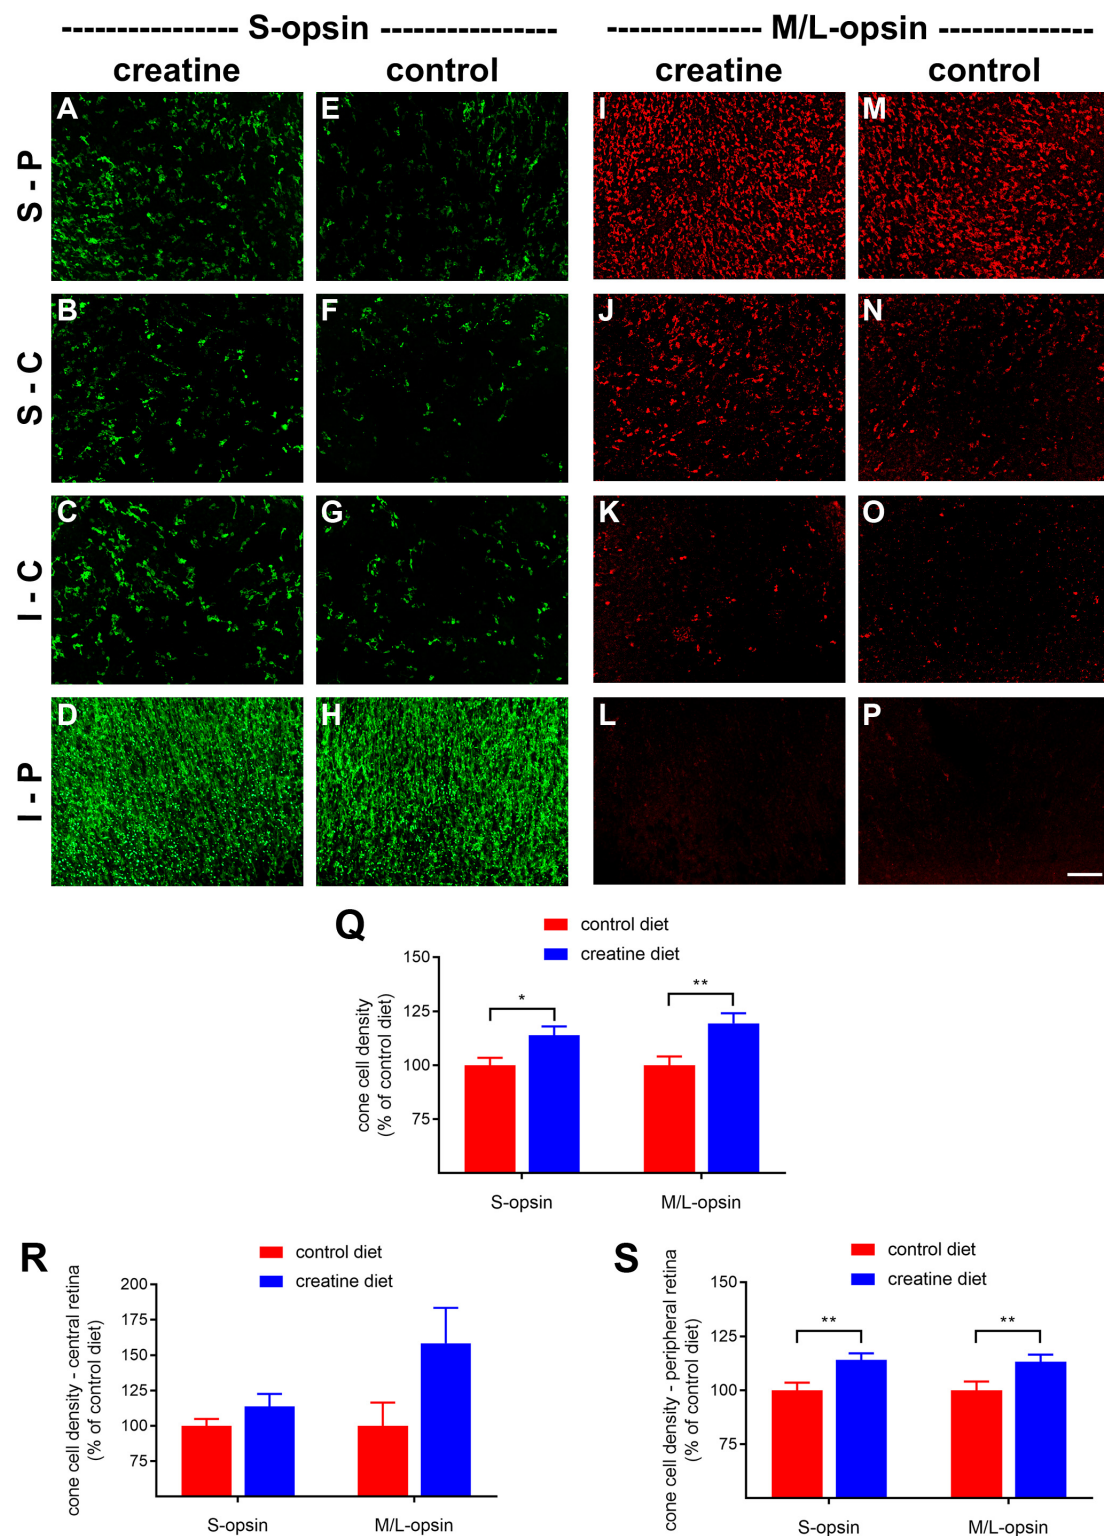 S-opsin M/L-opsin
creatine control creatine control
S - P
A E I M
S - C
B F J N
I - C
C G K O
I - P
D H L P
Q
control diet
creatine diet
cone cell density
(% of control diet)
150
125
100
75
*
**
S-opsin M/L-opsin
R
control diet
creatine diet
cone cell density - central retina
(% of control diet)
200
175
150
125
100
75
S-opsin M/L-opsin
S
control diet
creatine diet
cone cell density - peripheral retina
(% of control diet)
150
125
100
75
**
**
S-opsin M/L-opsin